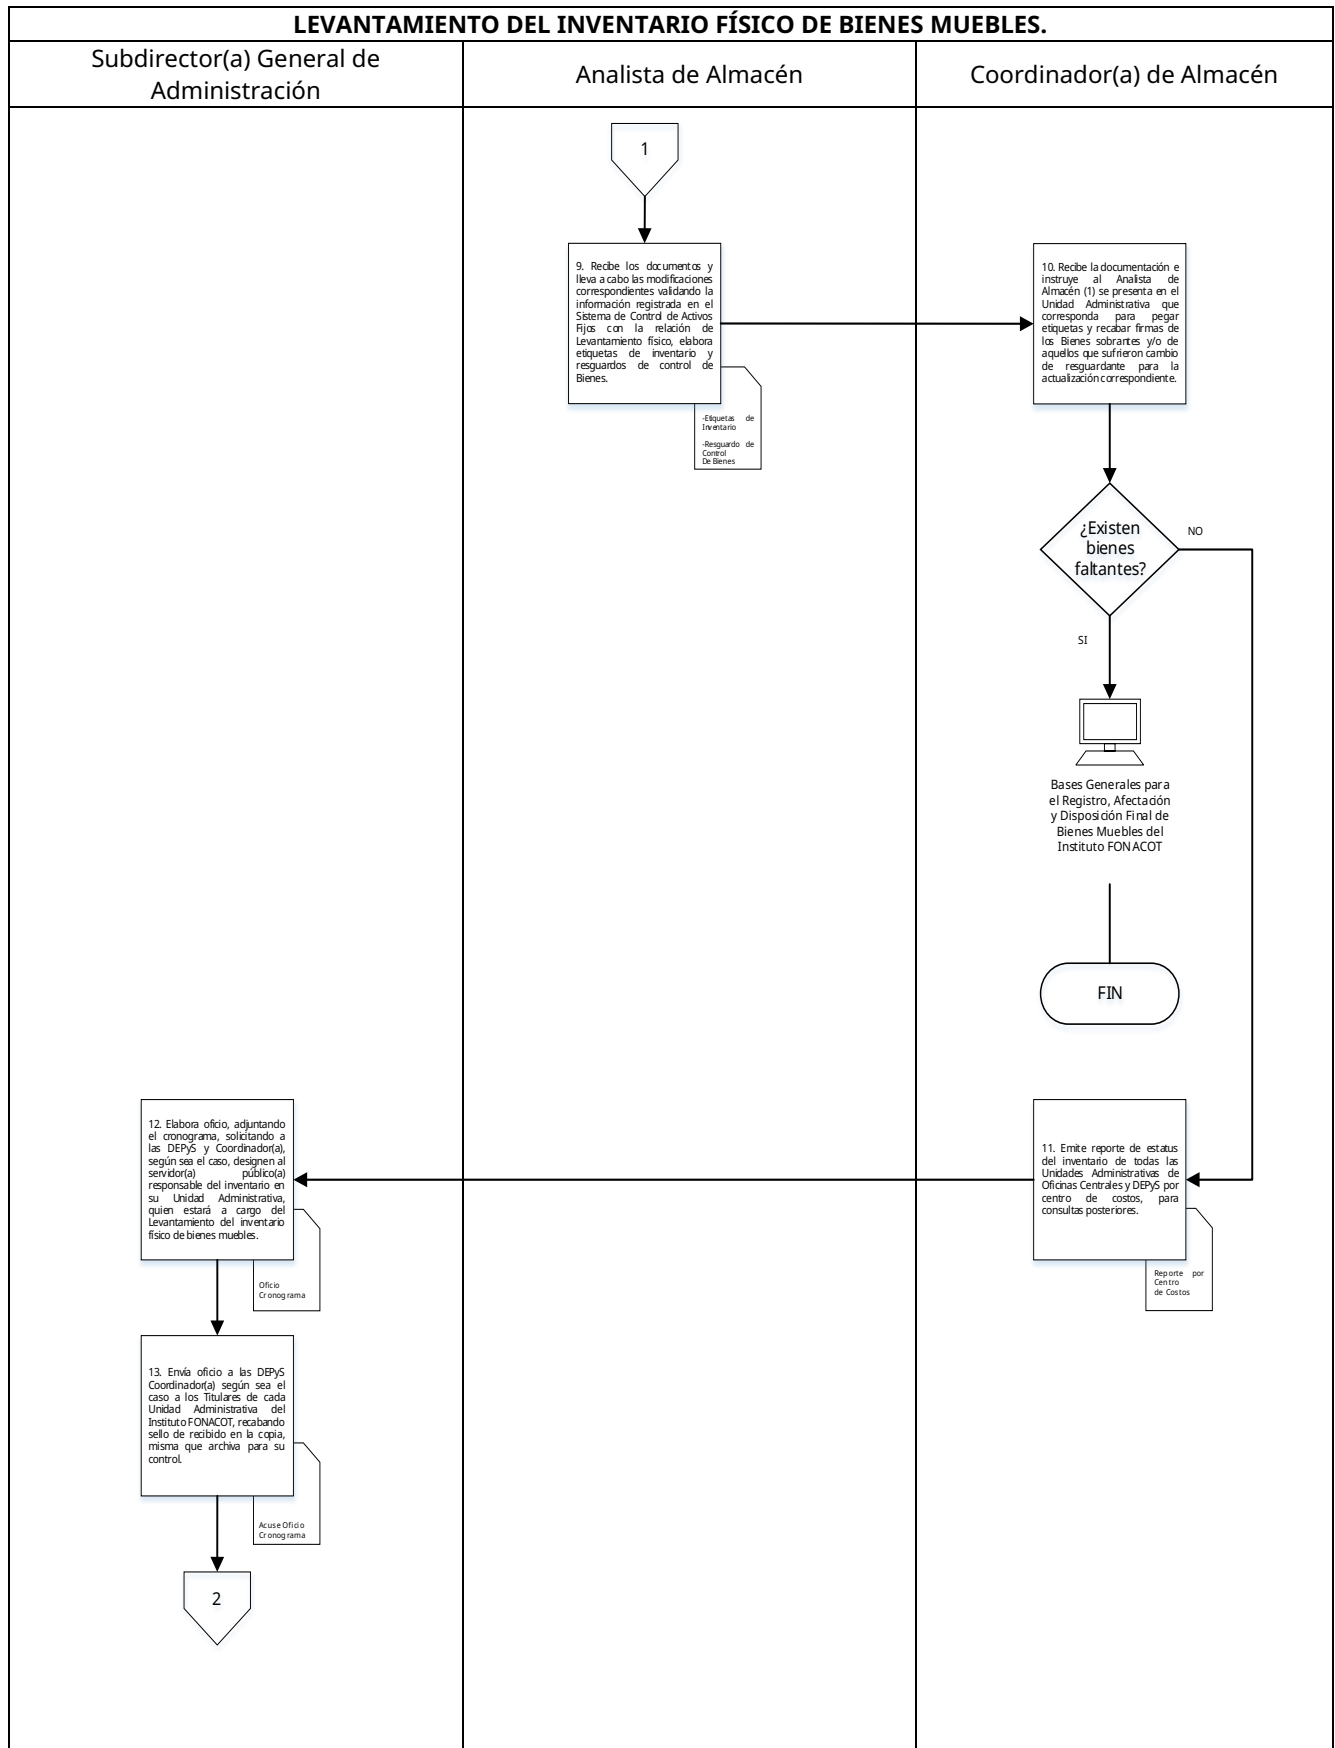 LEVANTAMIENTO DEL INVENTARIO FÍSICO DE BIENES MUEBLES.
Subdirector(a) General de
Administración
Analista de Almacén
Coordinador(a) de Almacén
1
9. Recibe los documentos y
lleva a cabo las modificaciones
correspondientes validando la
información registrada en el
Sistema de Control de Activos
Fijos con la relación de
Levantamiento físico, elabora
etiquetas de inventario y
resguardos de control de
Bienes.
-Etiquetas de
Inventario
-Resguardo de
Control
De Bienes
10. Recibe la documentación e
instruye al Analista de
Almacén (1) se presenta en el
Unidad Administrativa que
corresponda para pegar
etiquetas y recabar firmas de
los Bienes sobrantes y/o de
aquellos que sufrieron cambio
de resguardante para la
actualización correspondiente.
¿Existen
bienes
faltantes?
NO
SI
Bases Generales para
el Registro, Afectación
y Disposición Final de
Bienes Muebles del
Instituto FONACOT
FIN
11. Emite reporte de estatus
del inventario de todas las
Unidades Administrativas de
Oficinas Centrales y DEPyS por
centro de costos, para
consultas posteriores.
Reporte por
Centro
de Costos
12. Elabora oficio, adjuntando
el cronograma, solicitando a
las DEPyS y Coordinador(a),
según sea el caso, designen al
servidor(a) público(a)
responsable del inventario en
su Unidad Administrativa,
quien estará a cargo del
Levantamiento del inventario
físico de bienes muebles.
Oficio
Cronograma
13. Envía oficio a las DEPyS
Coordinador(a) según sea el
caso a los Titulares de cada
Unidad Administrativa del
Instituto FONACOT, recabando
sello de recibido en la copia,
misma que archiva para su
control.
Acuse Oficio
Cronograma
2